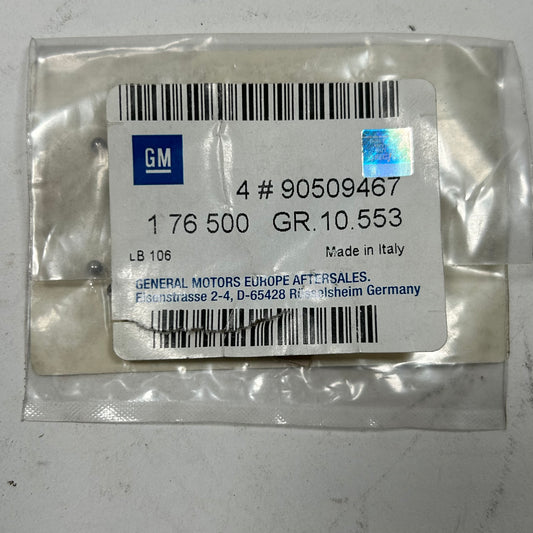 GM
4 # 90509467
1 76 500 GR.10.553
LB 106 Made in Italy
GENERAL MOTORS EUROPE AFTERSALES.
Eisenstrasse 2-4, D-65428 Rüsselsheim Germany